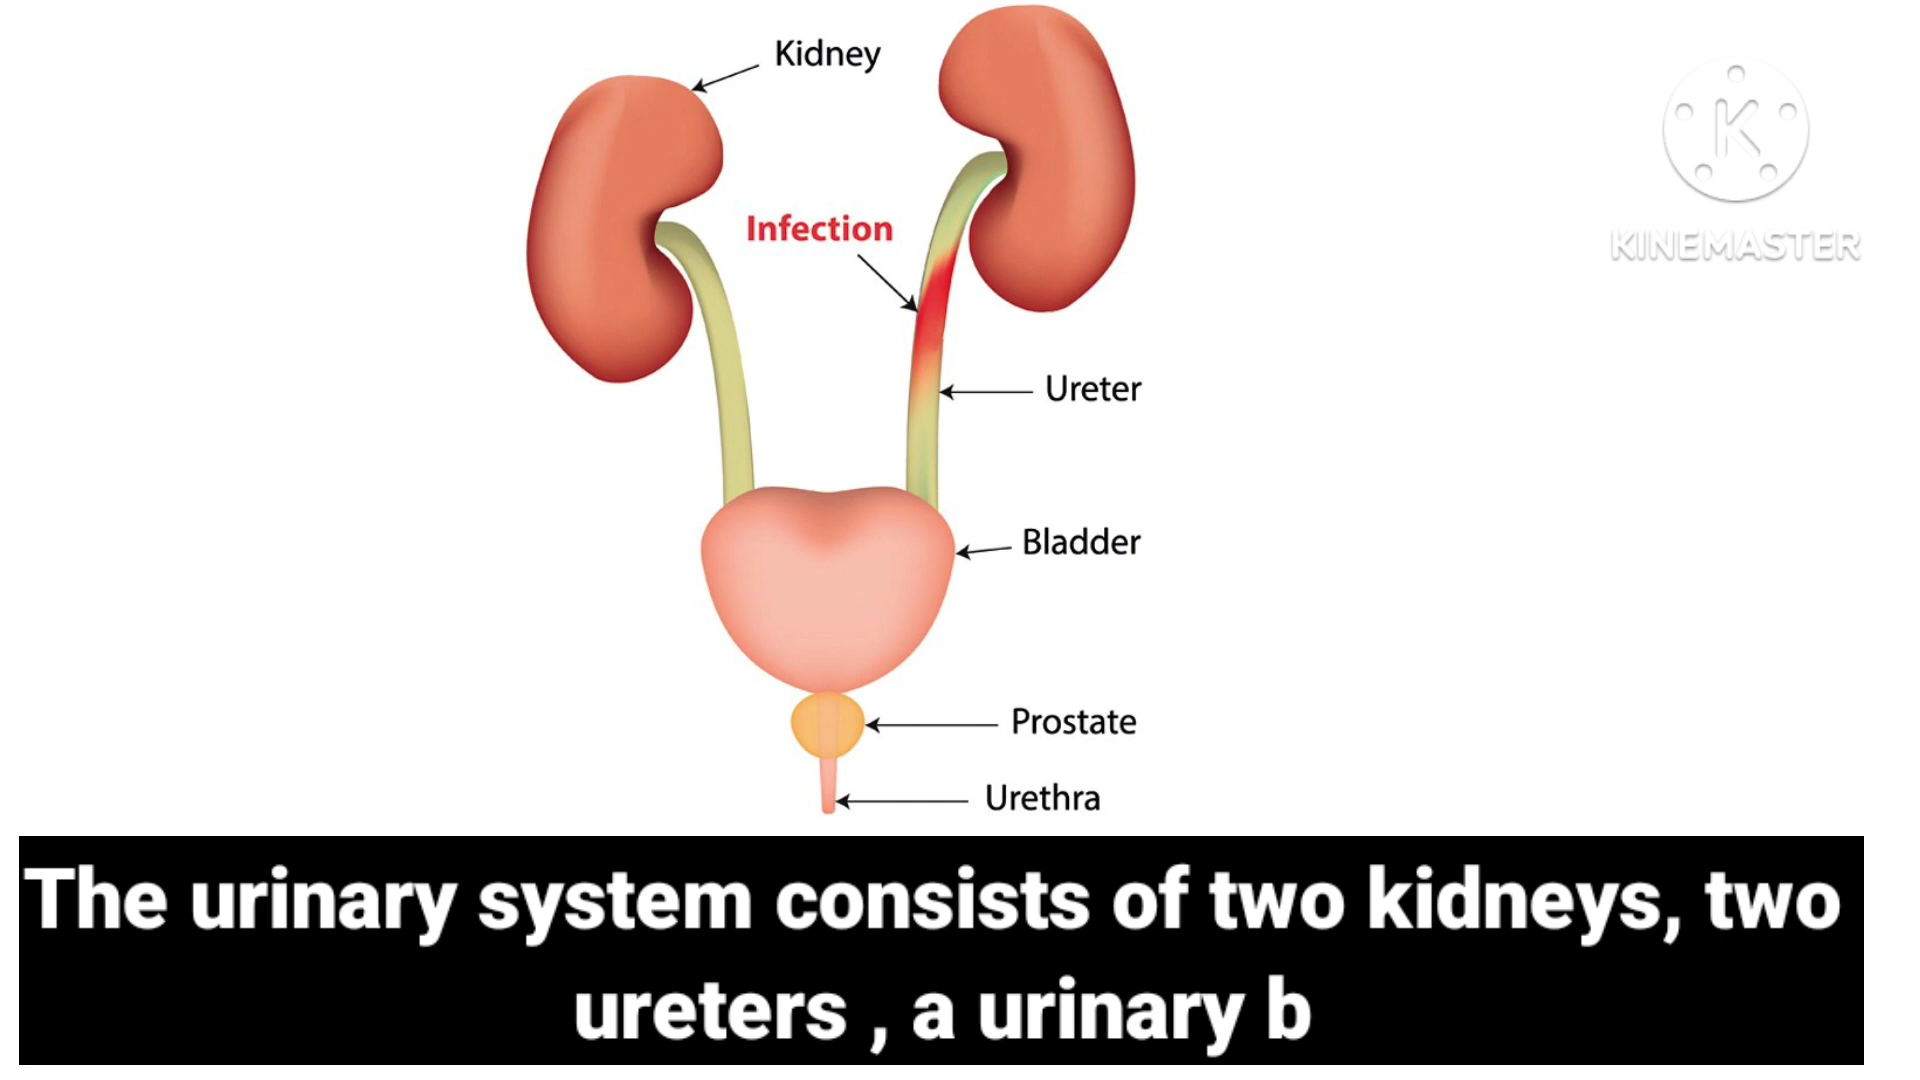 Kidney
K
KINEMASTER
Infection
Ureter
Bladder
Prostate
Urethra
The urinary system consists of two kidneys, two
ureters , a urinary b